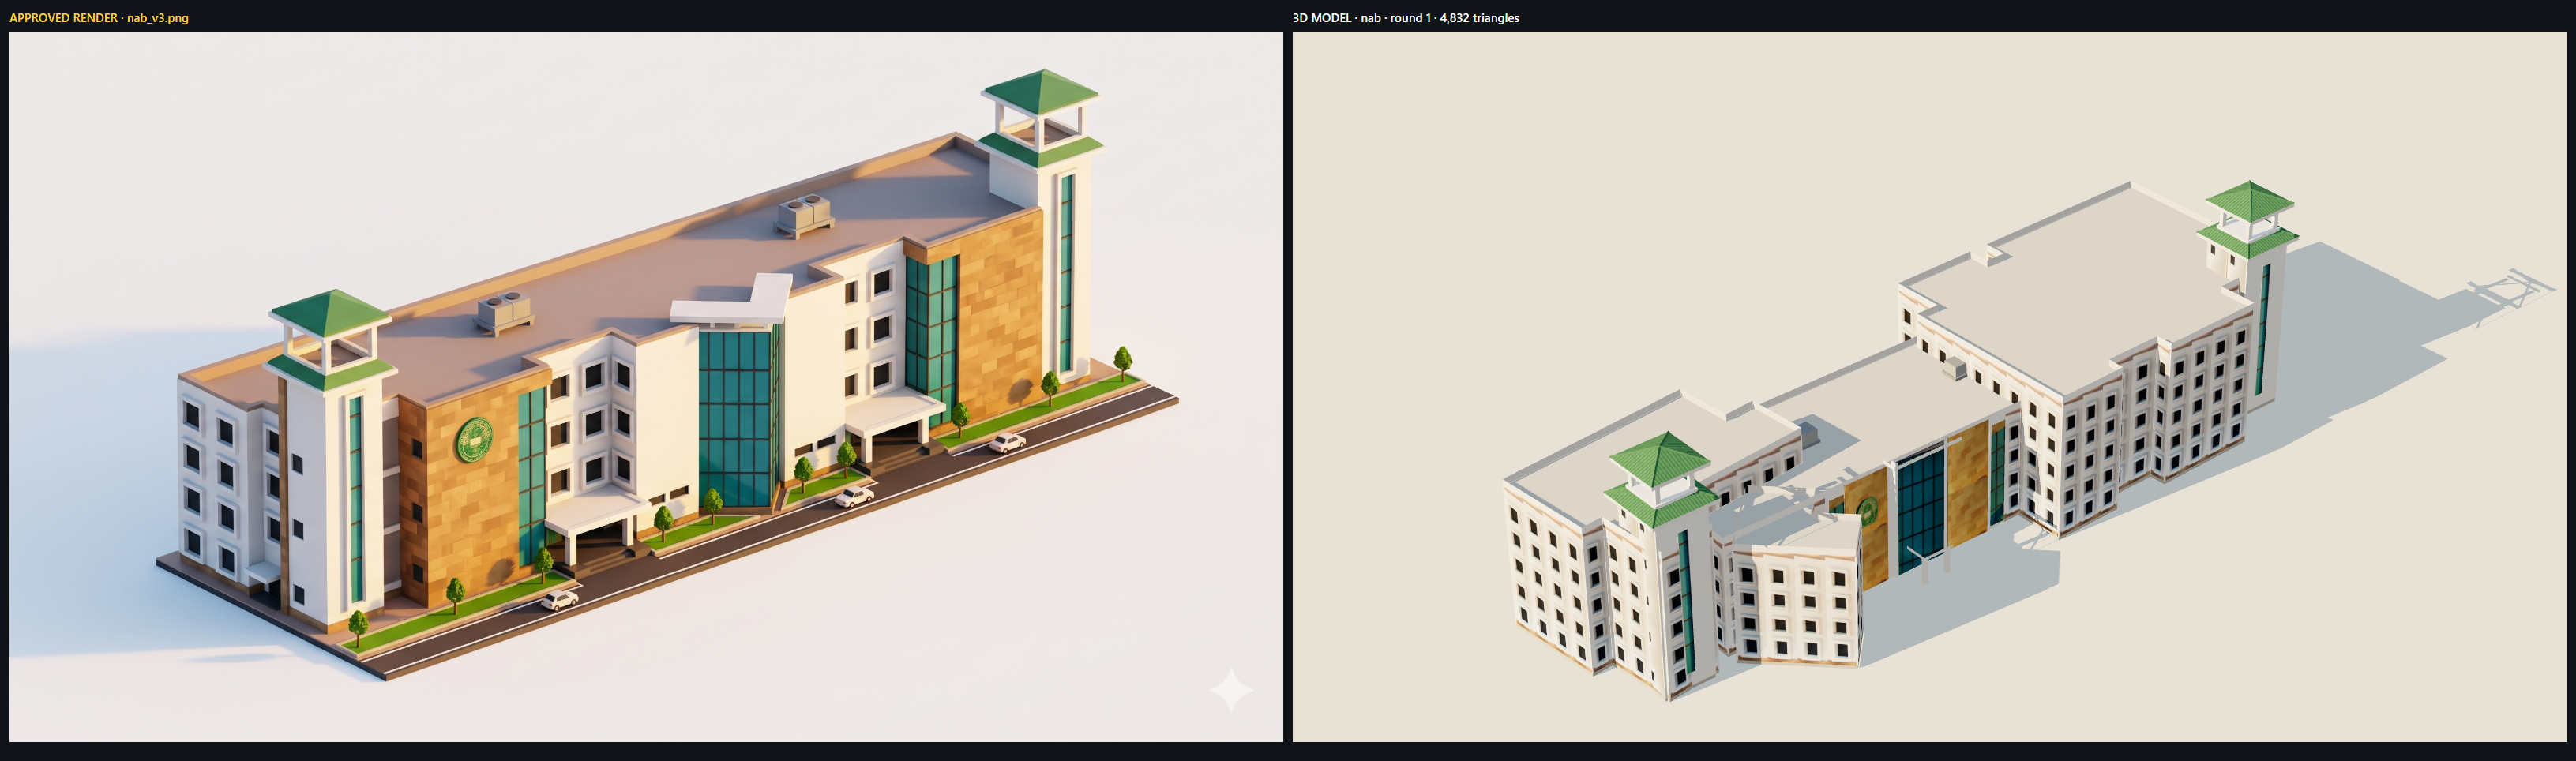 APPROVED RENDER · nab_v3.png
3D MODEL · nab · round 1 · 4,832 triangles